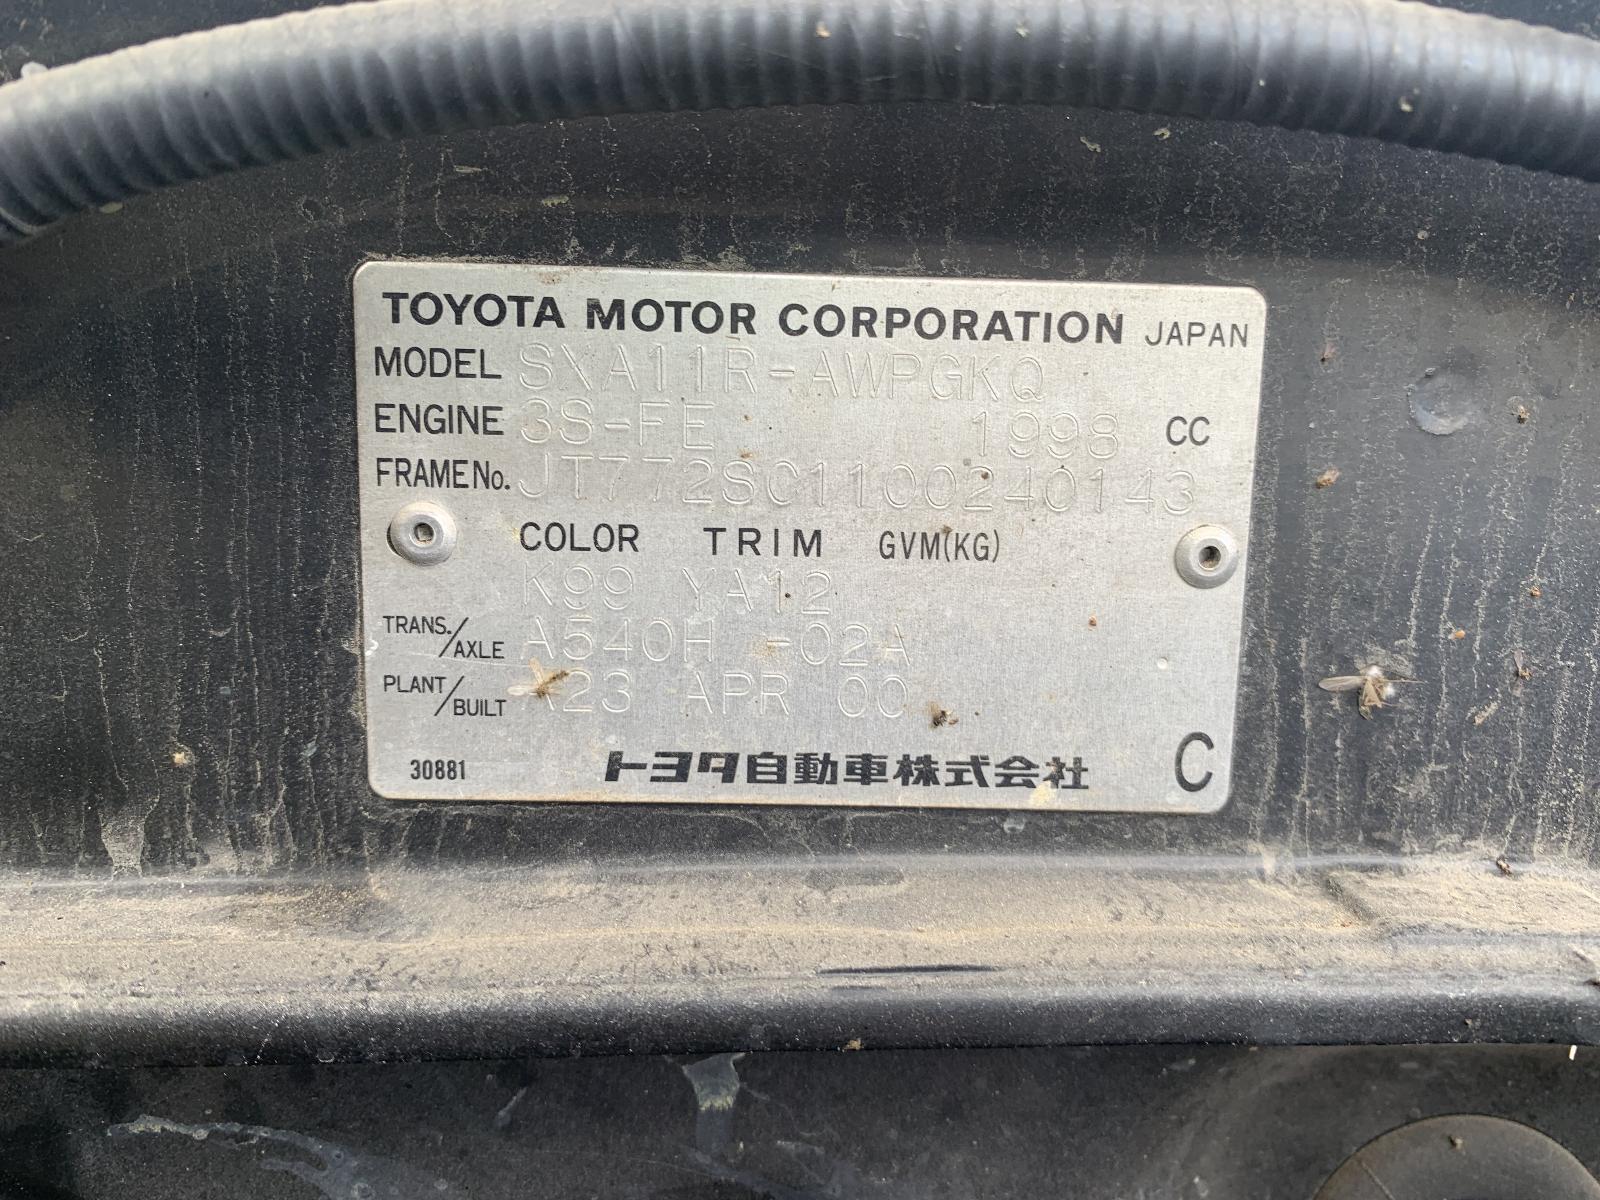 TOYOTA MOTOR CORPORATION JAPAN
MODEL SXA11R-AWPGKQ
ENGINE 3S-FE 1998 CC
FRAME No. JT772SC1100240143
COLOR TRIM GVM(KG)
K99 YA12
TRANS./AXLE A540H -02A
PLANT/BUILT A23 APR 00
30881 トヨタ自動車株式会社 C